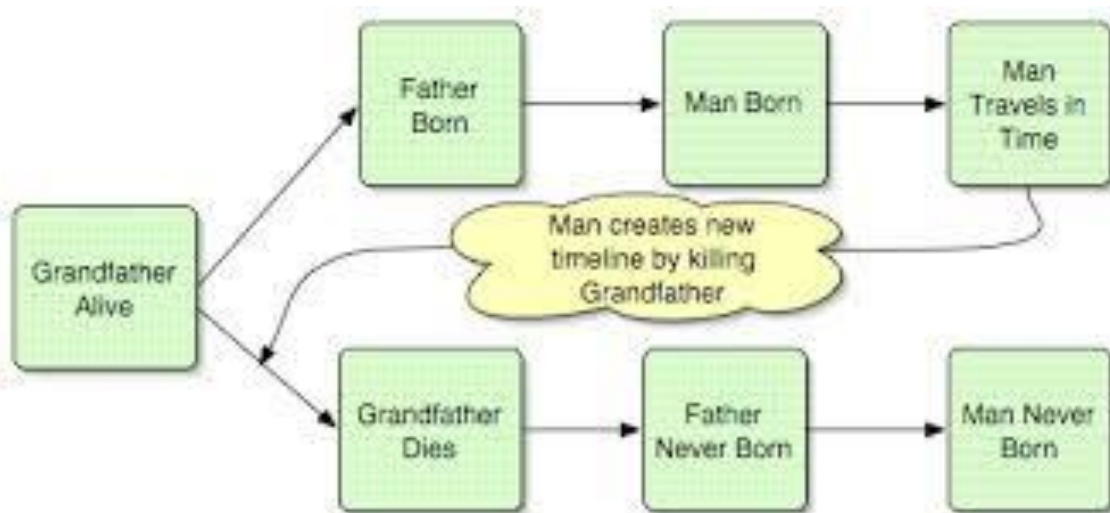 Father
Born
Man Born
Man
Travels in
Time
Grandfather
Alive
Man creates new
timeline by killing
Grandfather
Grandfather
Dies
Father
Never Born
Man Never
Born